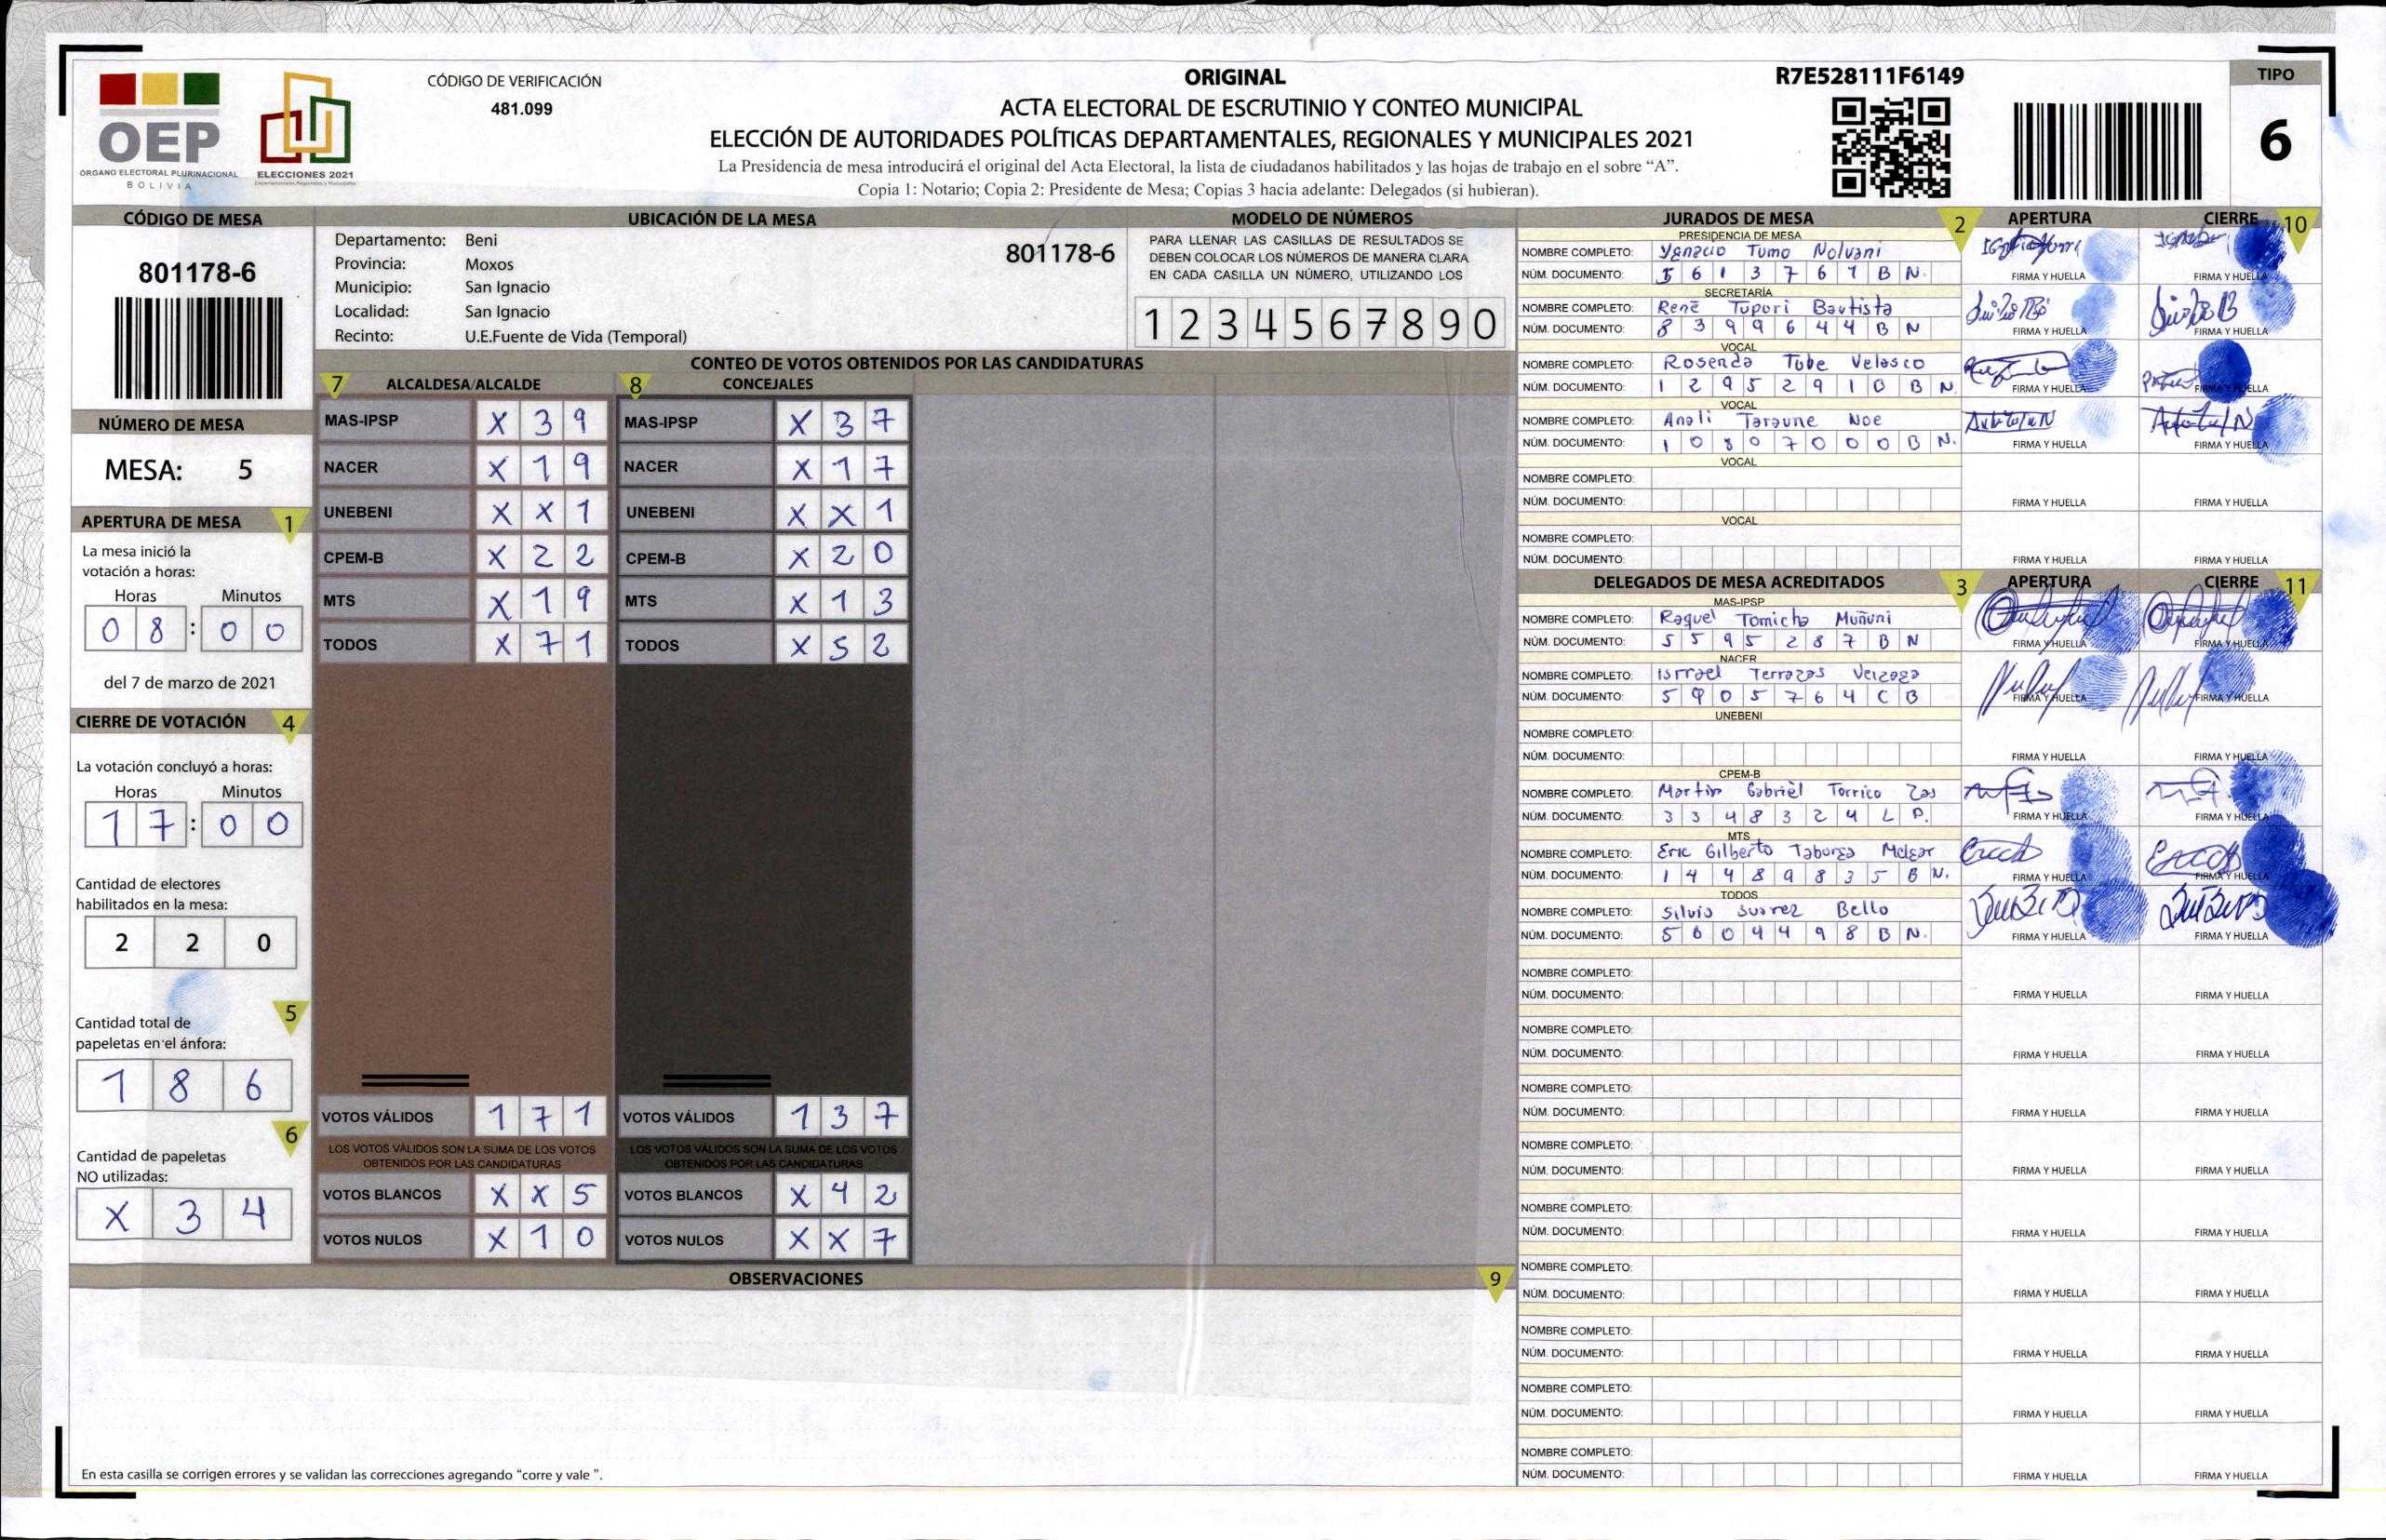 OEP
ÓRGANO ELECTORAL PLURINACIONAL
BOLIVIA
ELECCIONES 2021
CÓDIGO DE VERIFICACIÓN
481.099
ORIGINAL
ACTA ELECTORAL DE ESCRUTINIO Y CONTEO MUNICIPAL
ELECCIÓN DE AUTORIDADES POLÍTICAS DEPARTAMENTALES, REGIONALES Y MUNICIPALES 2021
La Presidencia de mesa introducirá el original del Acta Electoral, la lista de ciudadanos habilitados y las hojas de trabajo en el sobre “A”.
Copia 1: Notario; Copia 2: Presidente de Mesa; Copias 3 hacia adelante: Delegados (si hubieran).
R7E528111F6149
TIPO
6
CÓDIGO DE MESA
801178-6
NÚMERO DE MESA
MESA: 5
APERTURA DE MESA 1
La mesa inició la
votación a horas:
Horas Minutos
0 8 : 0 0
del 7 de marzo de 2021
CIERRE DE VOTACIÓN 4
La votación concluyó a horas:
Horas Minutos
1 7 : 0 0
Cantidad de electores
habilitados en la mesa:
2 2 0
5
Cantidad total de
papeletas en el ánfora:
1 8 6
6
Cantidad de papeletas
NO utilizadas:
X 3 4
UBICACIÓN DE LA MESA
Departamento: Beni
801178-6
Provincia: Moxos
Municipio: San Ignacio
Localidad: San Ignacio
Recinto: U.E.Fuente de Vida (Temporal)
MODELO DE NÚMEROS
PARA LLENAR LAS CASILLAS DE RESULTADOS SE
DEBEN COLOCAR LOS NÚMEROS DE MANERA CLARA
EN CADA CASILLA UN NÚMERO, UTILIZANDO LOS
1 2 3 4 5 6 7 8 9 0
CONTEO DE VOTOS OBTENIDOS POR LAS CANDIDATURAS
7 ALCALDESA/ALCALDE 8 CONCEJALES
MAS-IPSP X 3 9 MAS-IPSP X 3 7
NACER X 1 9 NACER X 1 7
UNEBENI X X 1 UNEBENI X X 1
CPEM-B X 2 2 CPEM-B X 2 0
MTS X 1 9 MTS X 1 3
TODOS X 7 1 TODOS X 5 2
VOTOS VÁLIDOS 1 7 1 VOTOS VÁLIDOS 1 3 7
LOS VOTOS VÁLIDOS SON LA SUMA DE LOS VOTOS LOS VOTOS VÁLIDOS SON LA SUMA DE LOS VOTOS
OBTENIDOS POR LAS CANDIDATURAS OBTENIDOS POR LAS CANDIDATURAS
VOTOS BLANCOS X X 5 VOTOS BLANCOS X 4 2
VOTOS NULOS X 1 0 VOTOS NULOS X X 7
OBSERVACIONES 9
En esta casilla se corrigen errores y se validan las correcciones agregando “corre y vale ”.
JURADOS DE MESA 2 APERTURA CIERRE 10
PRESIDENCIA DE MESA
NOMBRE COMPLETO: Ygnacio Tumo Nolvani
NÚM. DOCUMENTO: 5 6 1 3 7 6 7 B N. FIRMA Y HUELLA FIRMA Y HUELLA
SECRETARÍA
NOMBRE COMPLETO: René Tupuri Bautista
NÚM. DOCUMENTO: 8 3 9 9 6 4 4 B N FIRMA Y HUELLA FIRMA Y HUELLA
VOCAL
NOMBRE COMPLETO: Rosenda Tube Velasco
NÚM. DOCUMENTO: 1 2 9 5 2 9 1 0 B N. FIRMA Y HUELLA FIRMA Y HUELLA
VOCAL
NOMBRE COMPLETO: Anali Taraune Noe
NÚM. DOCUMENTO: 1 0 8 0 7 0 0 0 B N. FIRMA Y HUELLA FIRMA Y HUELLA
VOCAL
NOMBRE COMPLETO:
NÚM. DOCUMENTO: FIRMA Y HUELLA FIRMA Y HUELLA
VOCAL
NOMBRE COMPLETO:
NÚM. DOCUMENTO: FIRMA Y HUELLA FIRMA Y HUELLA
DELEGADOS DE MESA ACREDITADOS 3 APERTURA CIERRE 11
MAS-IPSP
NOMBRE COMPLETO: Raquel Tomicha Muñuni
NÚM. DOCUMENTO: 5 5 9 5 2 8 7 B N FIRMA Y HUELLA FIRMA Y HUELLA
NACER
NOMBRE COMPLETO: Isrrael Terrazas
NÚM. DOCUMENTO: 5 9 0 5 7 6 4 C B FIRMA Y HUELLA FIRMA Y HUELLA
UNEBENI
NOMBRE COMPLETO:
NÚM. DOCUMENTO: FIRMA Y HUELLA FIRMA Y HUELLA
CPEM-B
NOMBRE COMPLETO: Martin Gabriel Torrico Zas
NÚM. DOCUMENTO: 3 3 4 8 3 2 4 L P. FIRMA Y HUELLA FIRMA Y HUELLA
MTS
NOMBRE COMPLETO: Eric Gilberto Taborga Melgar
NÚM. DOCUMENTO: 1 4 4 8 9 8 3 5 B N. FIRMA Y HUELLA FIRMA Y HUELLA
TODOS
NOMBRE COMPLETO: Silvia Suarez Bello
NÚM. DOCUMENTO: 5 6 0 4 4 9 8 B N. FIRMA Y HUELLA FIRMA Y HUELLA
NOMBRE COMPLETO:
NÚM. DOCUMENTO: FIRMA Y HUELLA FIRMA Y HUELLA
NOMBRE COMPLETO:
NÚM. DOCUMENTO: FIRMA Y HUELLA FIRMA Y HUELLA
NOMBRE COMPLETO:
NÚM. DOCUMENTO: FIRMA Y HUELLA FIRMA Y HUELLA
NOMBRE COMPLETO:
NÚM. DOCUMENTO: FIRMA Y HUELLA FIRMA Y HUELLA
NOMBRE COMPLETO:
NÚM. DOCUMENTO: FIRMA Y HUELLA FIRMA Y HUELLA
NOMBRE COMPLETO:
NÚM. DOCUMENTO: FIRMA Y HUELLA FIRMA Y HUELLA
NOMBRE COMPLETO:
NÚM. DOCUMENTO: FIRMA Y HUELLA FIRMA Y HUELLA
NOMBRE COMPLETO:
NÚM. DOCUMENTO: FIRMA Y HUELLA FIRMA Y HUELLA
NOMBRE COMPLETO:
NÚM. DOCUMENTO: FIRMA Y HUELLA FIRMA Y HUELLA